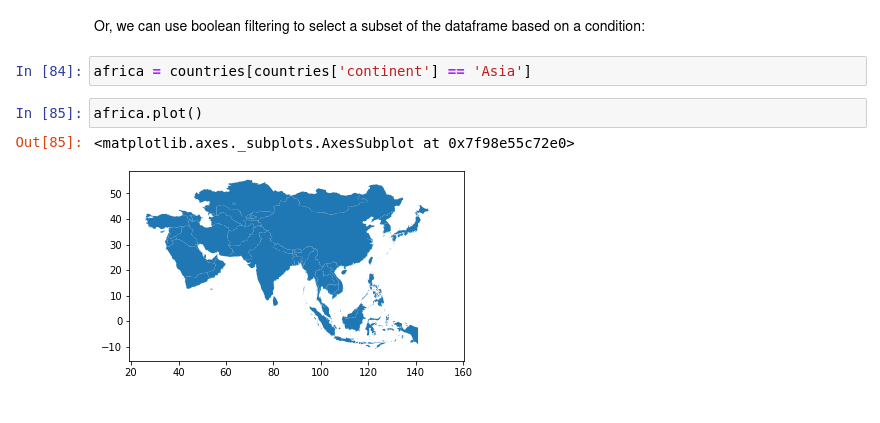 Or, we can use boolean filtering to select a subset of the dataframe based on a condition:
In [84]: africa = countries[countries['continent'] == 'Asia']
In [85]: africa.plot()
Out[85]: <matplotlib.axes._subplots.AxesSubplot at 0x7f98e55c72e0>
50
40
30
20
10
0
−10
20 40 60 80 100 120 140 160